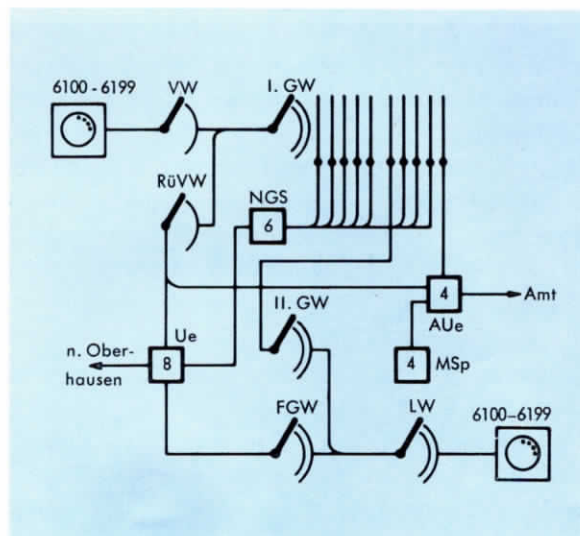 6100 - 6199
VW
I. GW
RüVW
NGS
6
4
Amt
AUe
II. GW
Ue
n. Ober-
hausen
8
4
MSp
FGW
LW
6100–6199